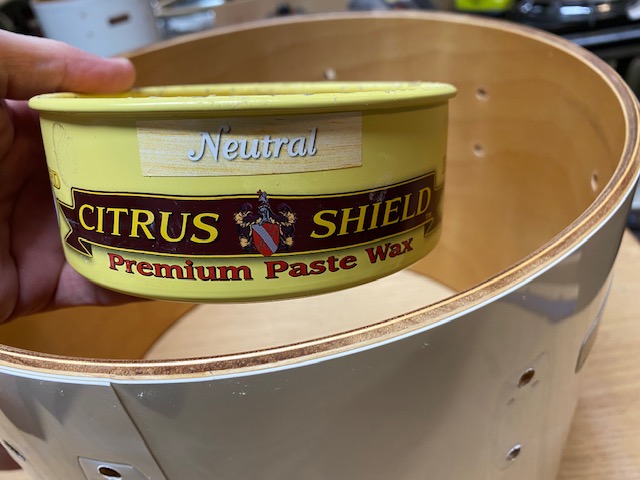 Neutral
CITRUS SHIELD
Premium Paste Wax